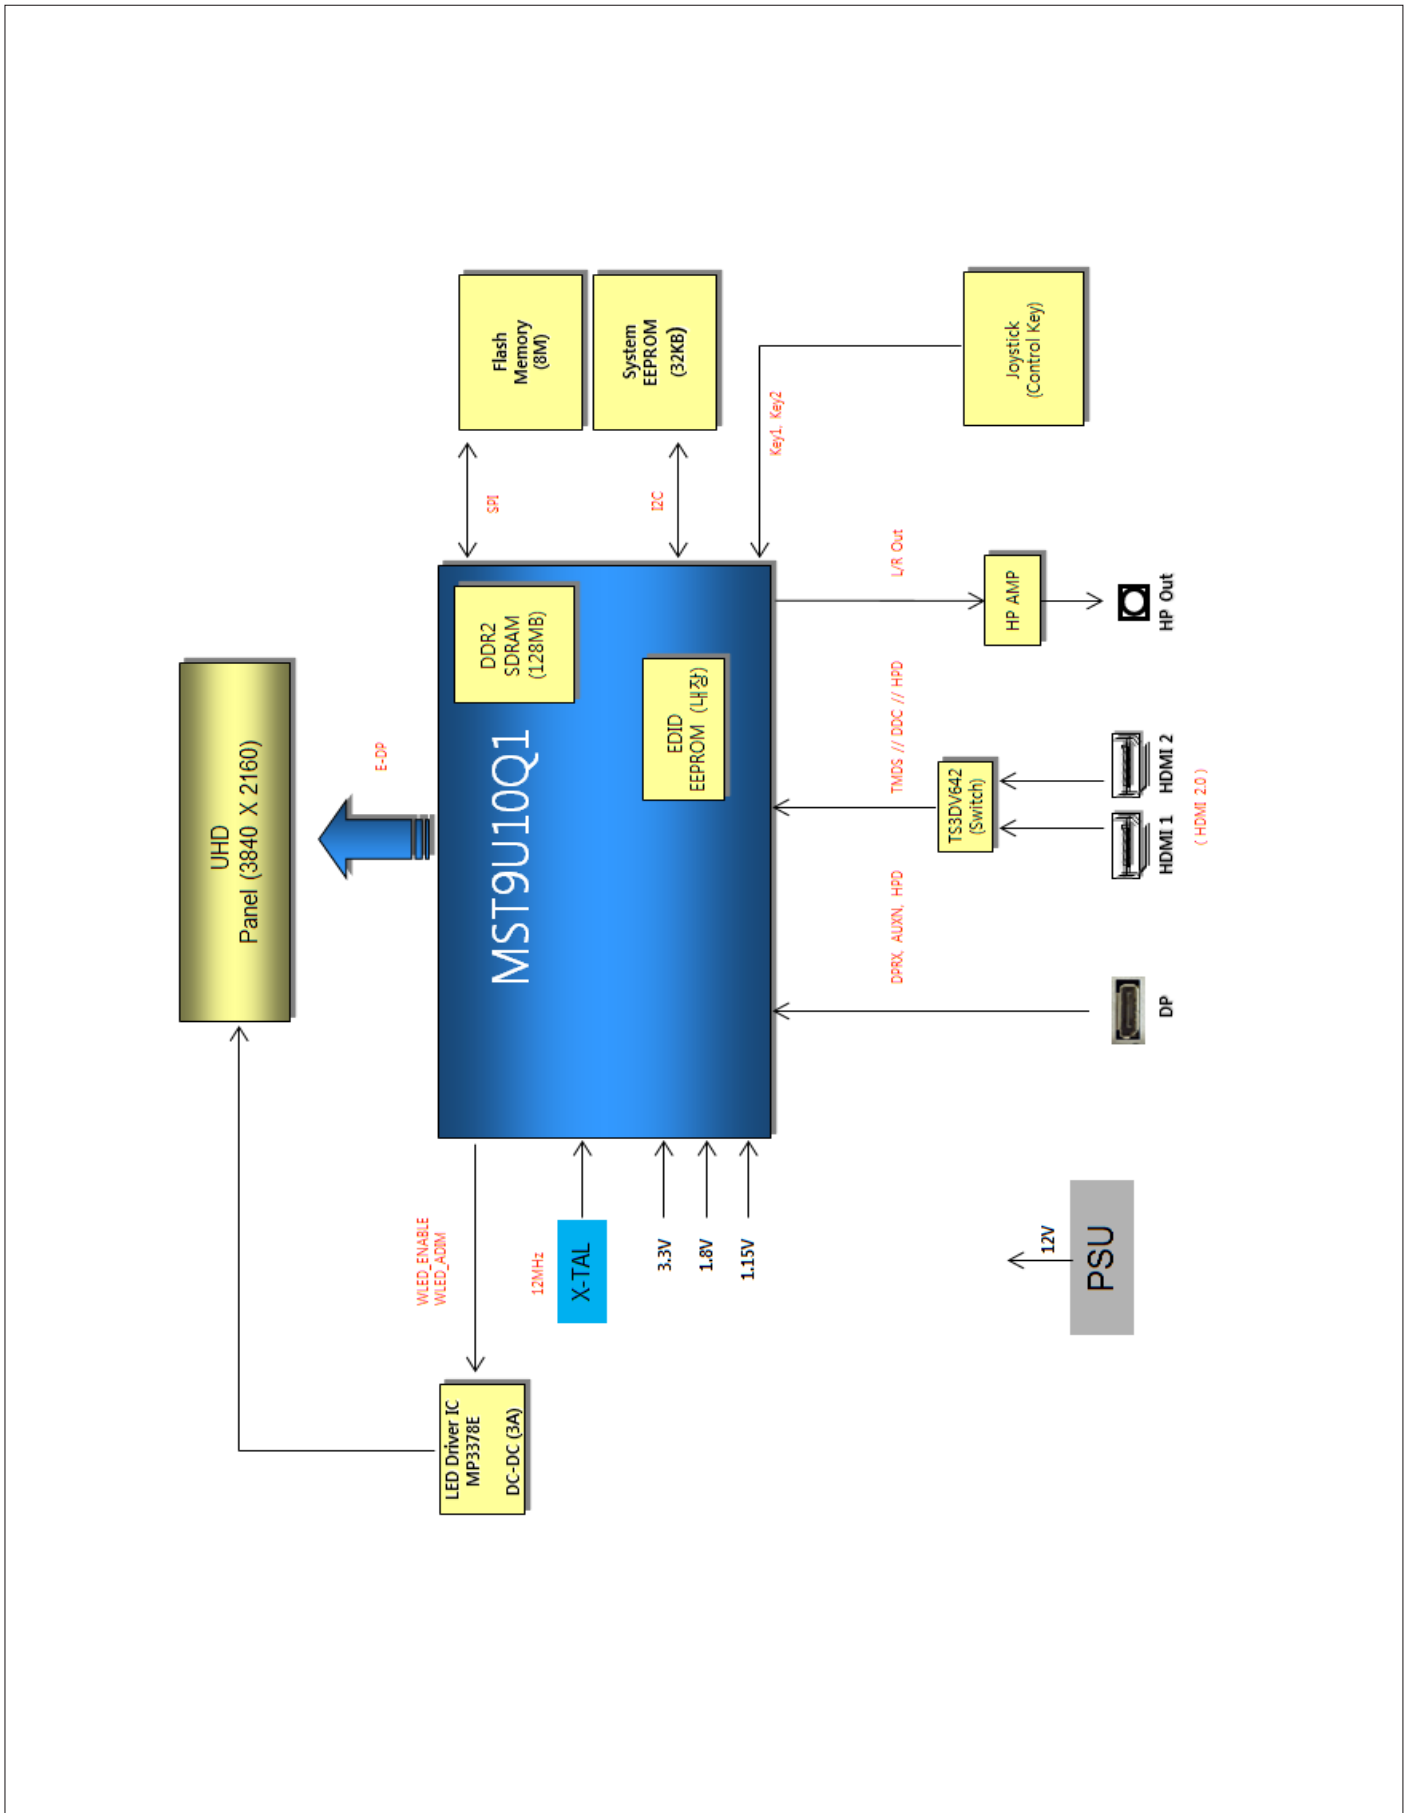 UHD
Panel (3840 X 2160)
E-DP
LED Driver IC
MP3378E
DC-DC (3A)
WLED_ENABLE
WLED_ADIM
12MHz
X-TAL
3.3V
1.8V
1.15V
MST9U10Q1
DDR2
SDRAM
(128MB)
EDID
EEPROM (내장)
SPI
Flash
Memory
(8M)
I2C
System
EEPROM
(32KB)
Key1, Key2
Joystick
(Control Key)
DPRX, AUXN, HPD
TMDS // DDC // HPD
L/R Out
TS3DV642
(Switch)
HP AMP
12V
PSU
DP
HDMI 1
HDMI 2
HP Out
( HDMI 2.0 )